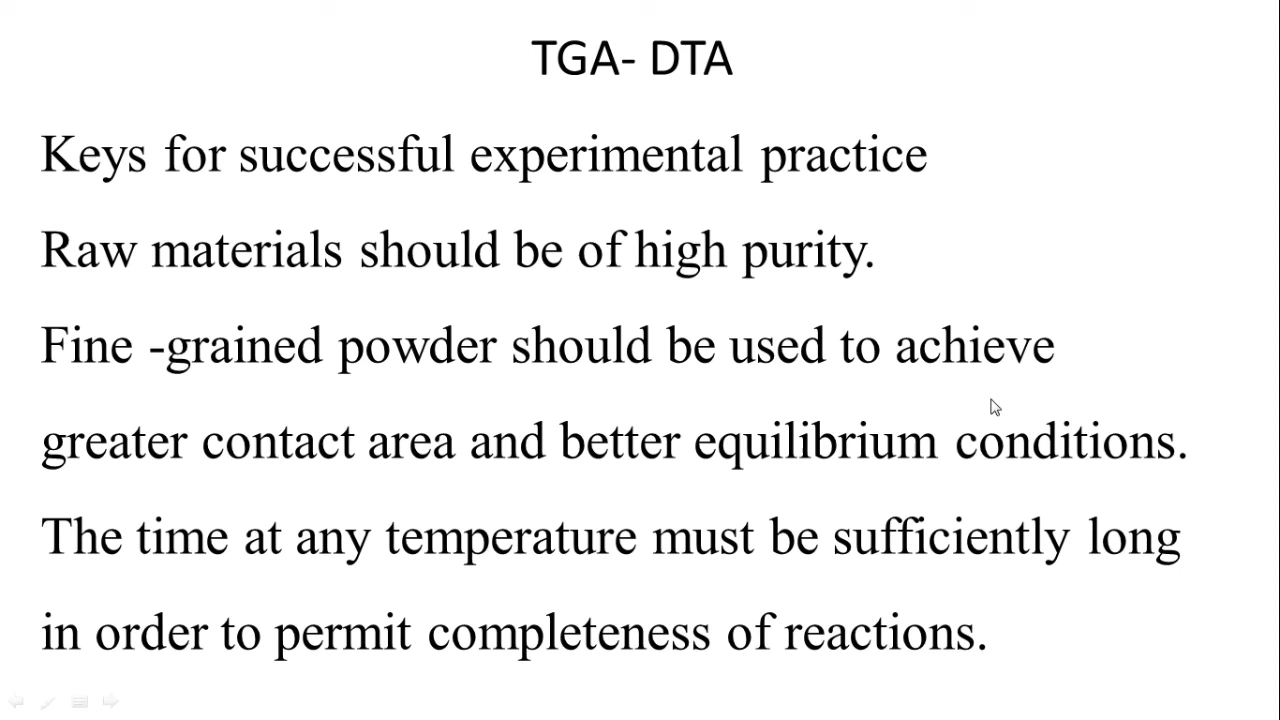 TGA- DTA
Keys for successful experimental practice
Raw materials should be of high purity.
Fine -grained powder should be used to achieve
greater contact area and better equilibrium conditions.
The time at any temperature must be sufficiently long
in order to permit completeness of reactions.